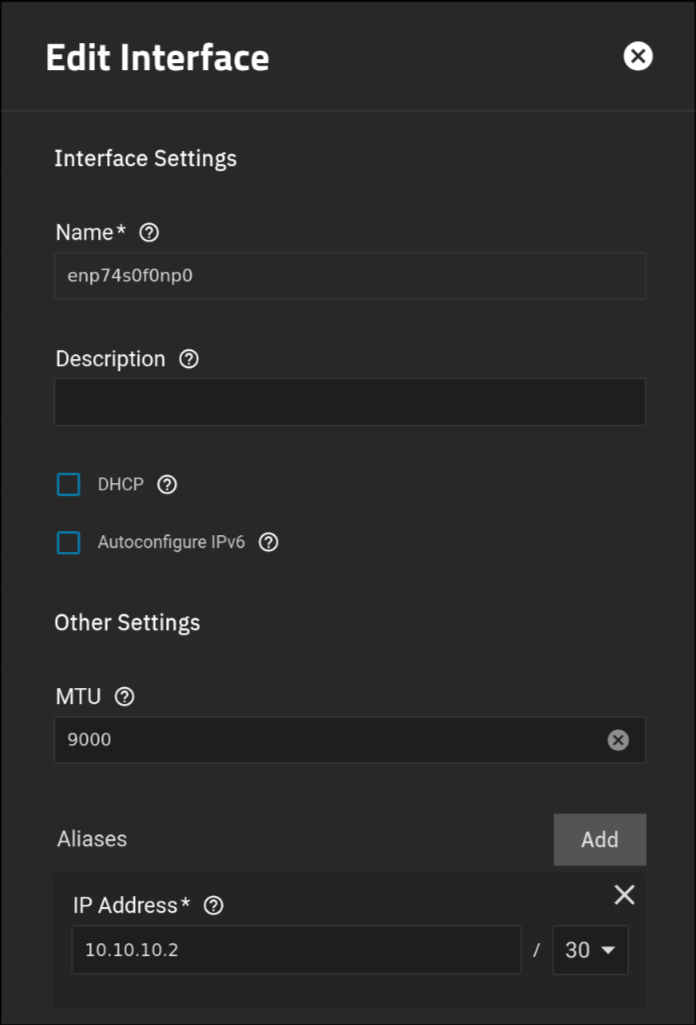 Edit Interface
Interface Settings
Name*
enp74s0f0np0
Description
DHCP
Autoconfigure IPv6
Other Settings
MTU
9000
Aliases
Add
IP Address*
10.10.10.2 / 30